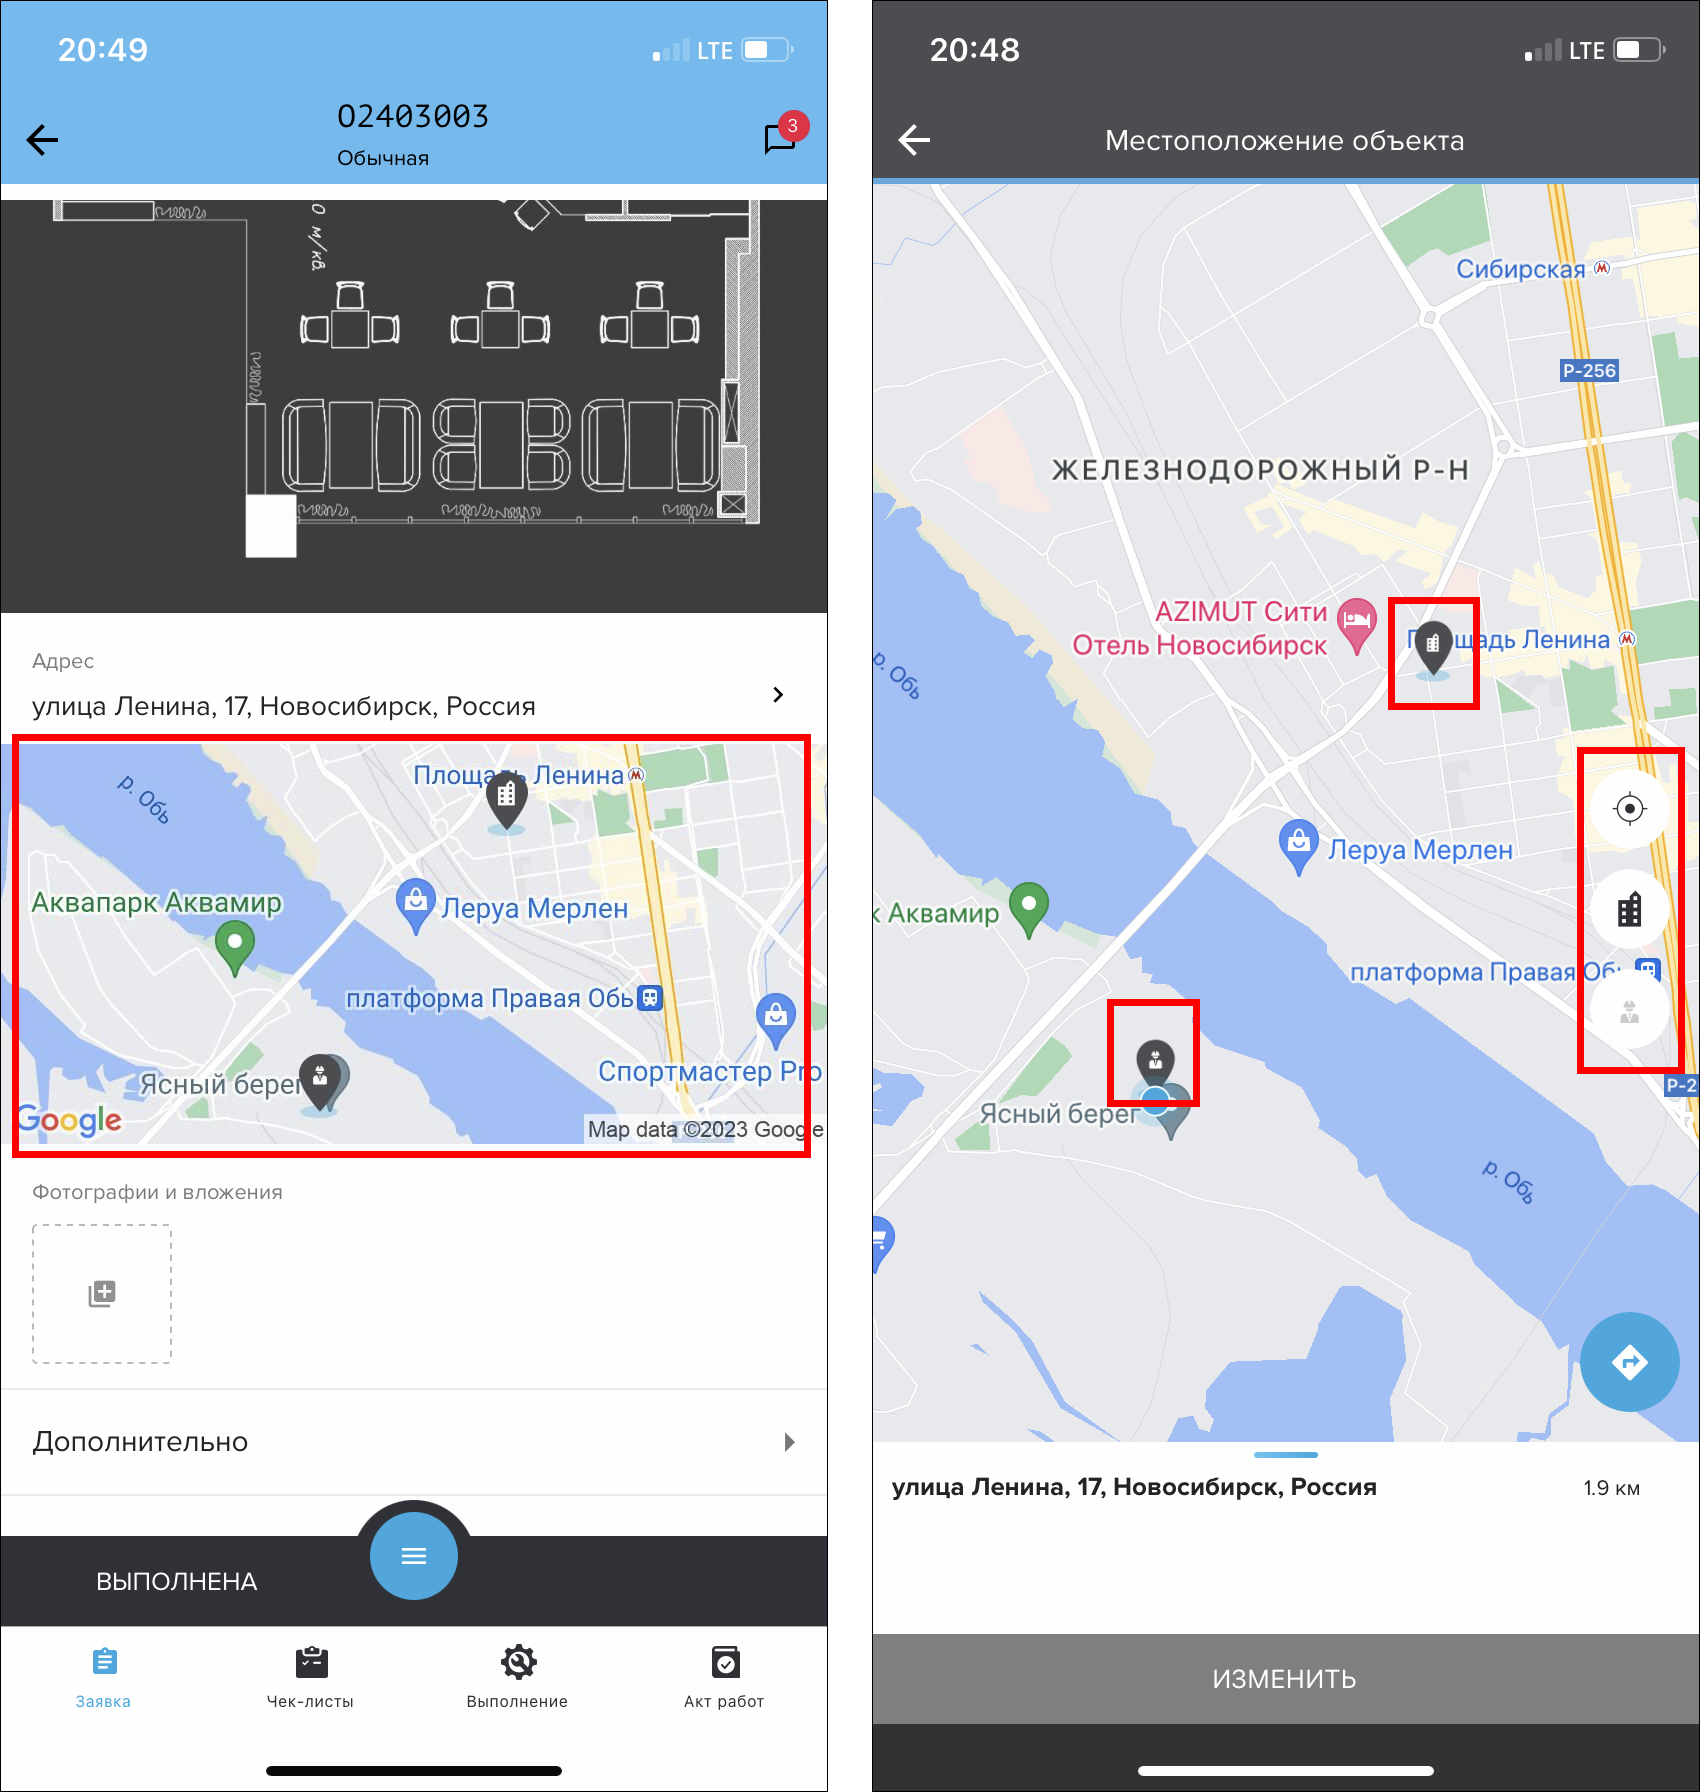 20:49
LTE
О2403003
Обычная
3
0 м/кв.
Адрес
улица Ленина, 17, Новосибирск, Россия
Площадь Ленина
р. Обь
Аквапарк Аквамир
Леруа Мерлен
платформа Правая Обь
Ясный берег
Спортмастер Pro
Google
Map data ©2023 Google
Фотографии и вложения
Дополнительно
ВЫПОЛНЕНА
Заявка
Чек-листы
Выполнение
Акт работ
20:48
LTE
Местоположение объекта
Сибирская
Р-256
ЖЕЛЕЗНОДОРОЖНЫЙ Р-Н
AZIMUT Сити
Отель Новосибирск
Площадь Ленина
р. Обь
Леруа Мерлен
к Аквамир
платформа Правая Обь
Р-2
Ясный берег
р. Обь
улица Ленина, 17, Новосибирск, Россия
1.9 км
ИЗМЕНИТЬ